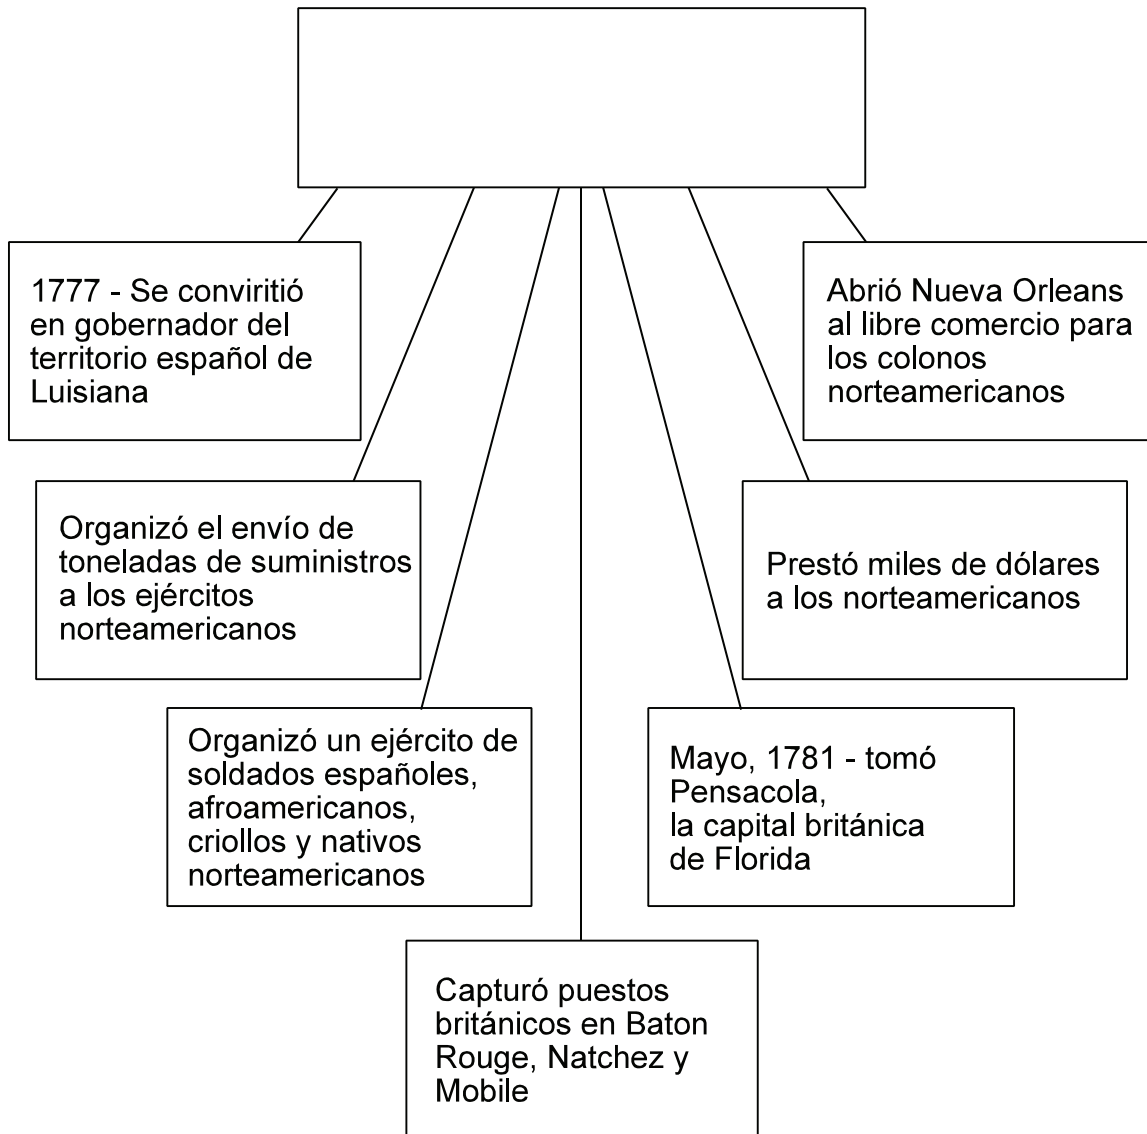 1777 - Se conviritió
en gobernador del
territorio español de
Luisiana
Abrió Nueva Orleans
al libre comercio para
los colonos
norteamericanos
Organizó el envío de
toneladas de suministros
a los ejércitos
norteamericanos
Prestó miles de dólares
a los norteamericanos
Organizó un ejército de
soldados españoles,
afroamericanos,
criollos y nativos
norteamericanos
Mayo, 1781 - tomó
Pensacola,
la capital británica
de Florida
Capturó puestos
británicos en Baton
Rouge, Natchez y
Mobile